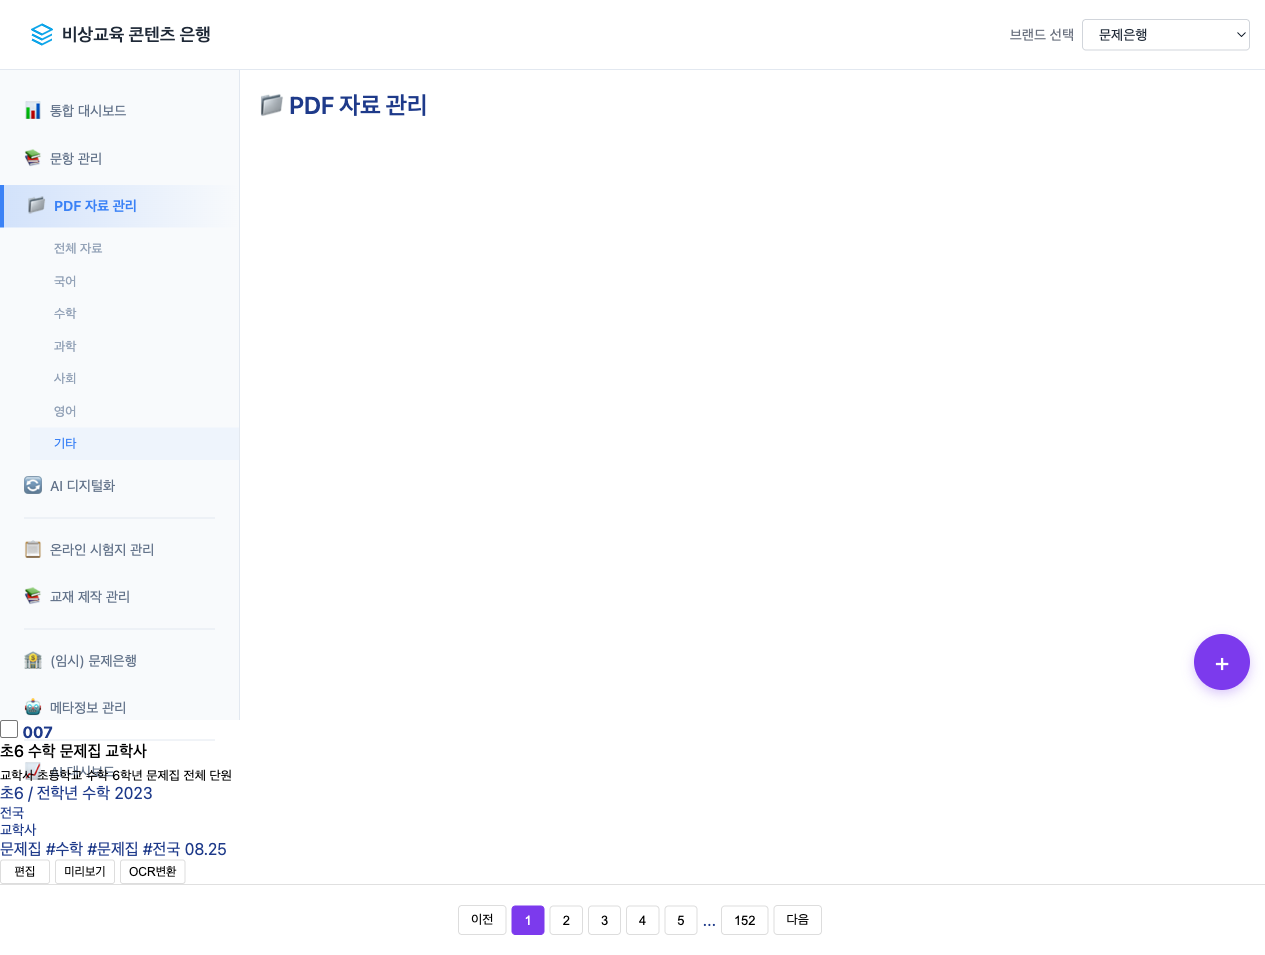 비상교육 콘텐츠 은행
브랜드 선택
문제은행
통합 대시보드
문항 관리
PDF 자료 관리
전체 자료
국어
수학
과학
사회
영어
기타
AI 디지털화
온라인 시험지 관리
교재 제작 관리
(임시) 문제은행
메타정보 관리
AI 대시보드
PDF 자료 관리
+
007
초6 수학 문제집 교학사
교학사 초등학교 수학 6학년 문제집 전체 단원
초6 / 전학년 수학 2023
전국
교학사
문제집 #수학 #문제집 #전국 08.25
편집 미리보기 OCR변환
이전 1 2 3 4 5 ... 152 다음